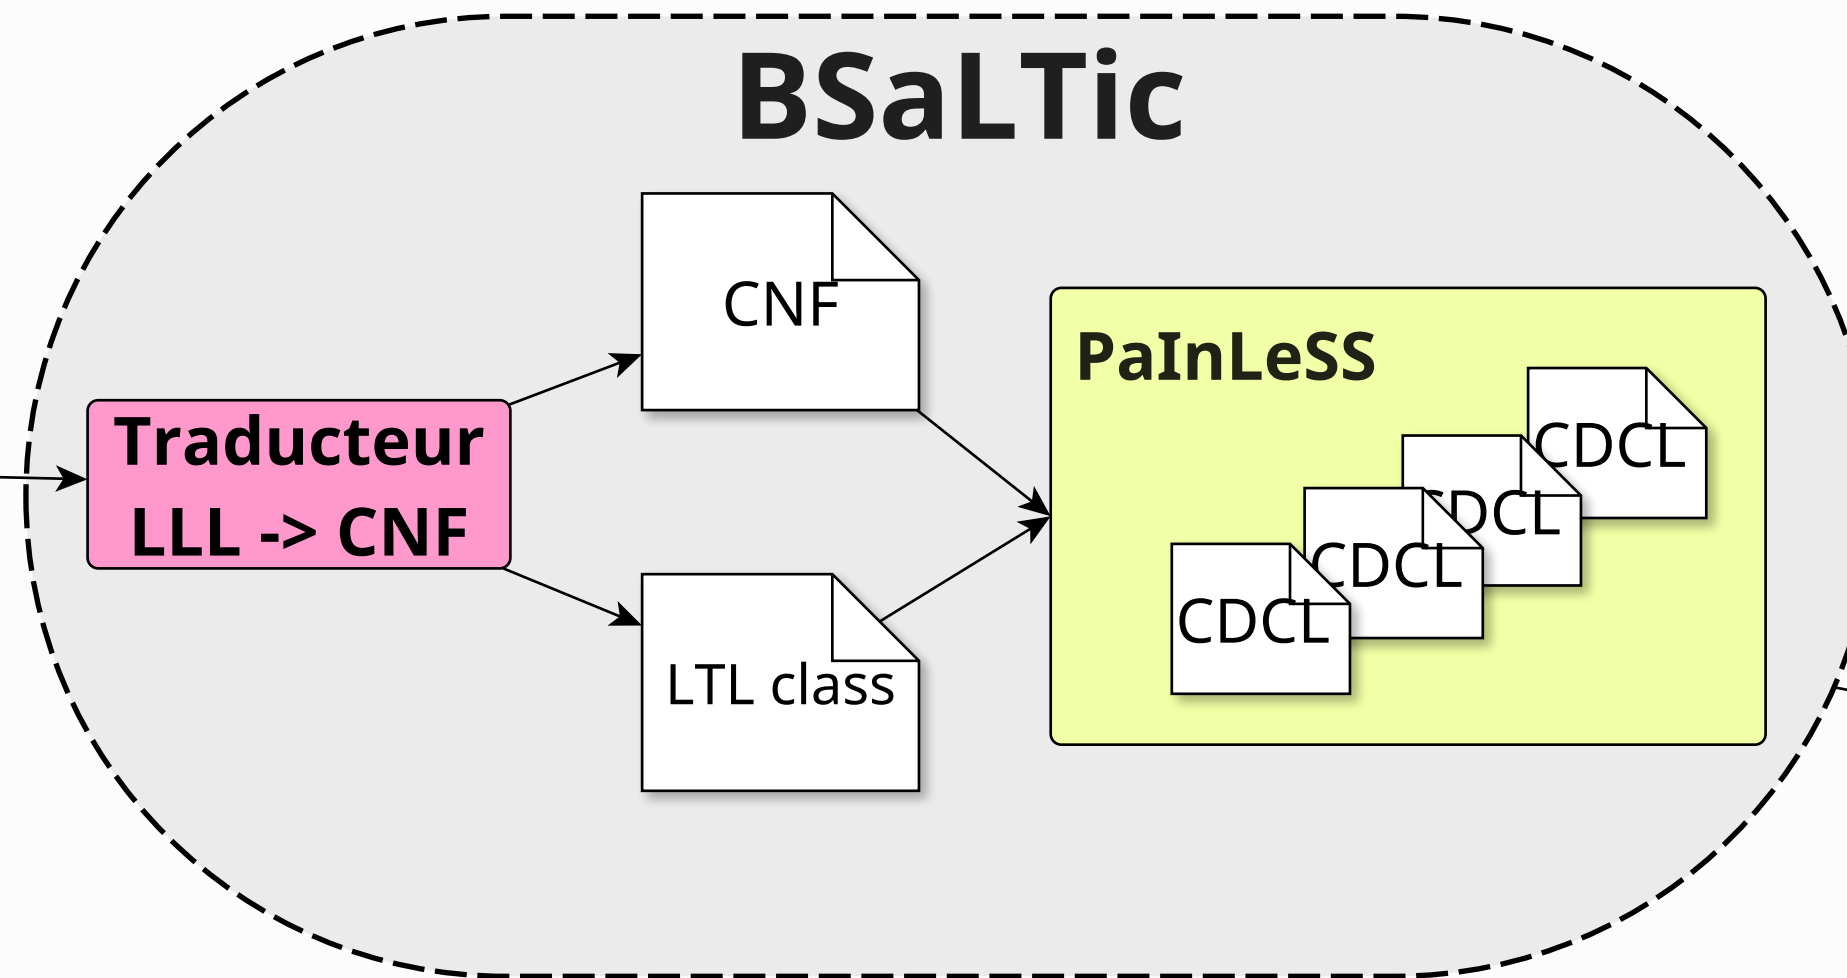 BSaLTic
CNF
Traducteur
LLL -> CNF
LTL class
PaInLeSS
CDCL
CDCL
CDCL
CDCL